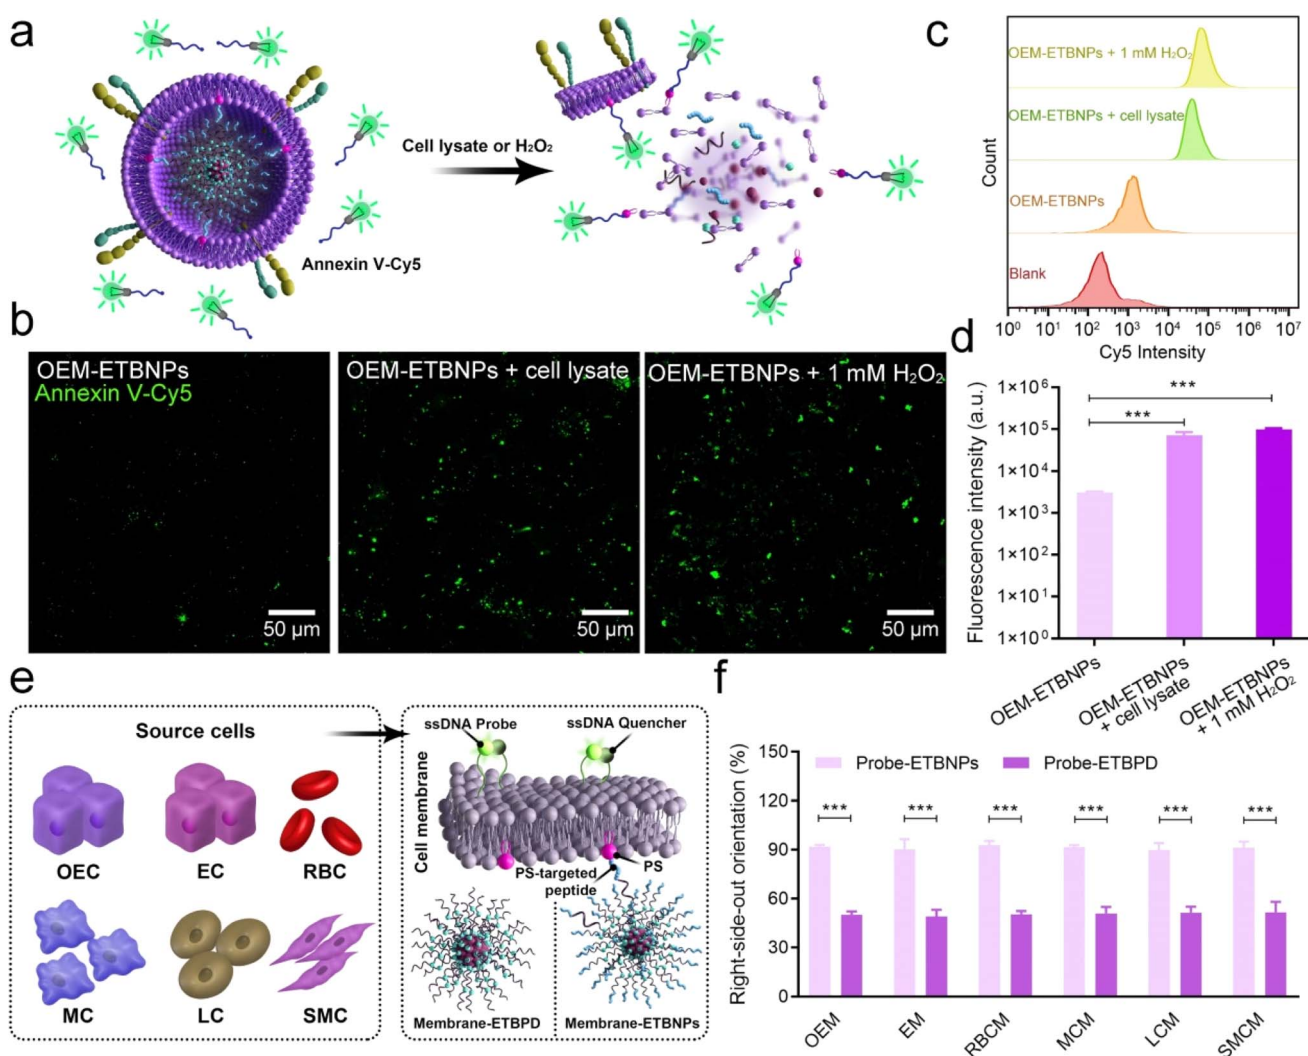 a
Cell lysate or H₂O₂
Annexin V-Cy5
b
OEM-ETBNPs
Annexin V-Cy5
50 μm
OEM-ETBNPs + cell lysate
50 μm
OEM-ETBNPs + 1 mM H₂O₂
50 μm
c
OEM-ETBNPs + 1 mM H₂O₂
OEM-ETBNPs + cell lysate
OEM-ETBNPs
Blank
Count
10⁰ 10¹ 10² 10³ 10⁴ 10⁵ 10⁶ 10⁷
Cy5 Intensity
d
Fluorescence intensity (a.u.)
1×10⁶
1×10⁵
1×10⁴
1×10³
1×10²
1×10¹
1×10⁰
***
***
OEM-ETBNPs
OEM-ETBNPs
+ cell lysate
OEM-ETBNPs
+ 1 mM H₂O₂
e
Source cells
OEC EC RBC
MC LC SMC
ssDNA Probe ssDNA Quencher
Cell membrane
PS
PS-targeted
peptide
Membrane-ETBPD Membrane-ETBNPs
f
Right-side-out orientation (%)
150
120
90
60
30
0
Probe-ETBNPs Probe-ETBPD
*** *** *** *** *** ***
OEM EM RBCM MCM LCM SMCM